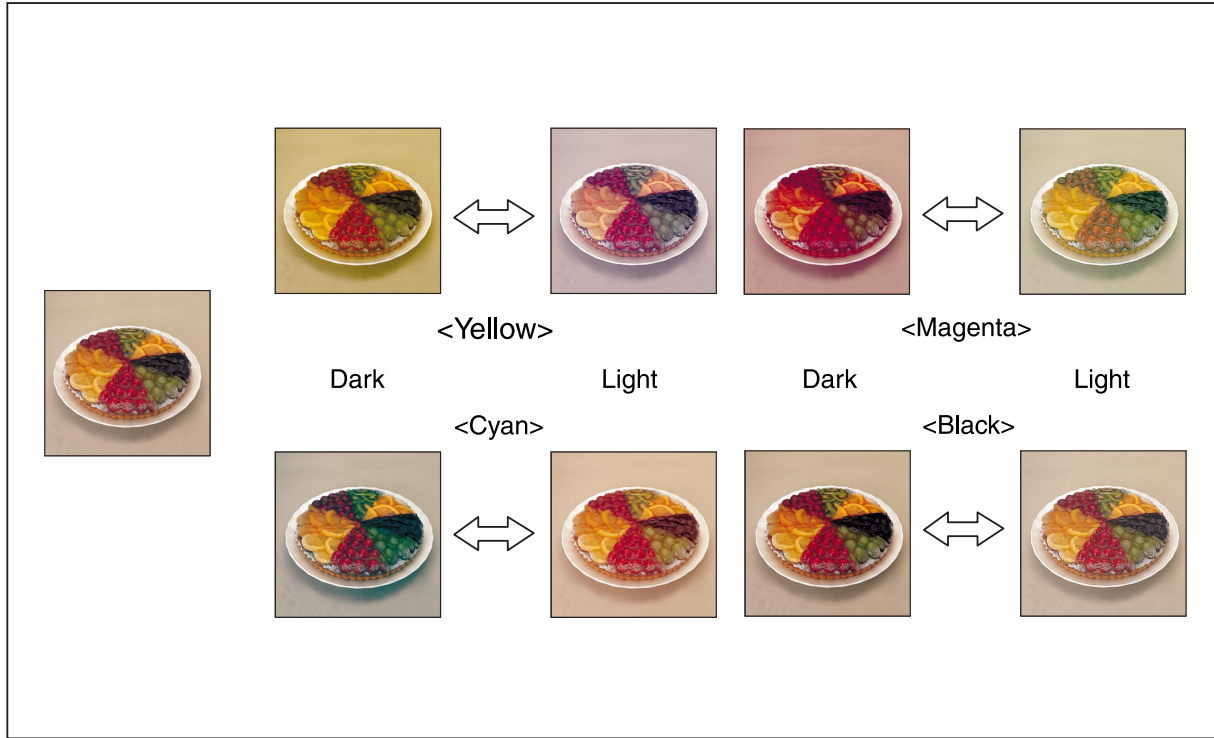 <Yellow>
<Magenta>
Dark
Light
Dark
Light
<Cyan>
<Black>